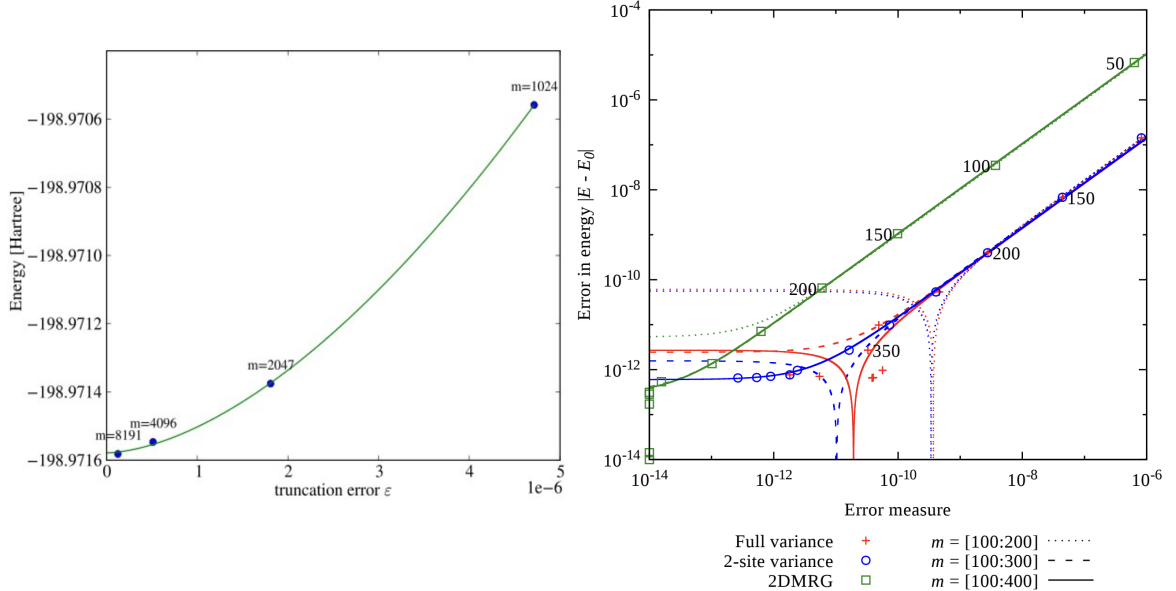 m=1024
−198.9706
−198.9708
−198.9710
−198.9712
−198.9714
−198.9716
m=2047
m=4096
m=8191
Energy [Hartree]
0 1 2 3 4 5
truncation error ε
1e−6
10⁻⁴
10⁻⁶
10⁻⁸
10⁻¹⁰
10⁻¹²
10⁻¹⁴
Error in energy |E - E₀|
50
100
150
200
150
200
350
10⁻¹⁴ 10⁻¹² 10⁻¹⁰ 10⁻⁸ 10⁻⁶
Error measure
Full variance m = [100:200]
2-site variance m = [100:300]
2DMRG m = [100:400]